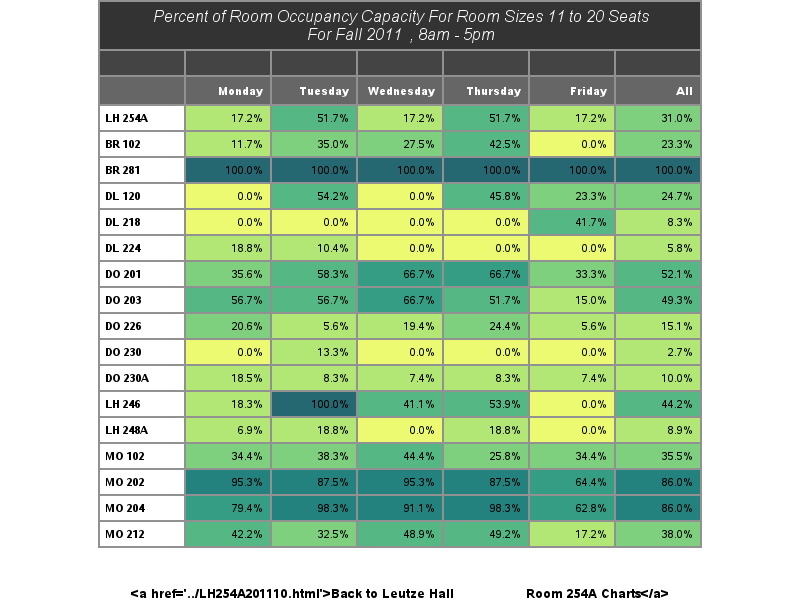 Percent of Room Occupancy Capacity For Room Sizes 11 to 20 Seats
For Fall 2011 , 8am - 5pm
Monday Tuesday Wednesday Thursday Friday All
LH 254A 17.2% 51.7% 17.2% 51.7% 17.2% 31.0%
BR 102 11.7% 35.0% 27.5% 42.5% 0.0% 23.3%
BR 281 100.0% 100.0% 100.0% 100.0% 100.0% 100.0%
DL 120 0.0% 54.2% 0.0% 45.8% 23.3% 24.7%
DL 218 0.0% 0.0% 0.0% 0.0% 41.7% 8.3%
DL 224 18.8% 10.4% 0.0% 0.0% 0.0% 5.8%
DO 201 35.6% 58.3% 66.7% 66.7% 33.3% 52.1%
DO 203 56.7% 56.7% 66.7% 51.7% 15.0% 49.3%
DO 226 20.6% 5.6% 19.4% 24.4% 5.6% 15.1%
DO 230 0.0% 13.3% 0.0% 0.0% 0.0% 2.7%
DO 230A 18.5% 8.3% 7.4% 8.3% 7.4% 10.0%
LH 246 18.3% 100.0% 41.1% 53.9% 0.0% 44.2%
LH 248A 6.9% 18.8% 0.0% 18.8% 0.0% 8.9%
MO 102 34.4% 38.3% 44.4% 25.8% 34.4% 35.5%
MO 202 95.3% 87.5% 95.3% 87.5% 64.4% 86.0%
MO 204 79.4% 98.3% 91.1% 98.3% 62.8% 86.0%
MO 212 42.2% 32.5% 48.9% 49.2% 17.2% 38.0%
<a href='../LH254A201110.html'>Back to Leutze Hall Room 254A Charts</a>